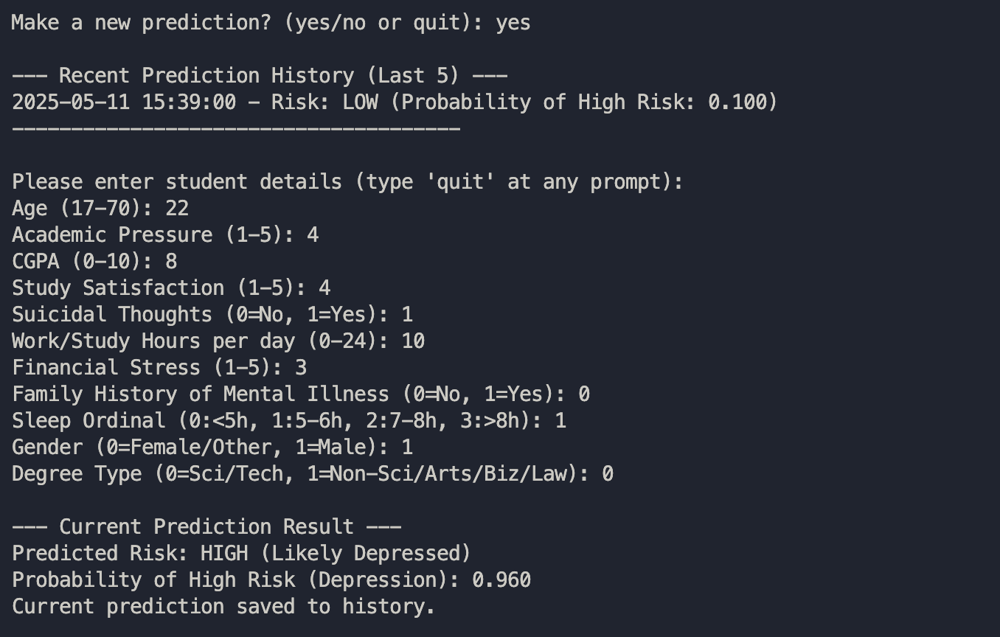 Make a new prediction? (yes/no or quit): yes
--- Recent Prediction History (Last 5) ---
2025-05-11 15:39:00 - Risk: LOW (Probability of High Risk: 0.100)
--------------------------------------
Please enter student details (type 'quit' at any prompt):
Age (17-70): 22
Academic Pressure (1-5): 4
CGPA (0-10): 8
Study Satisfaction (1-5): 4
Suicidal Thoughts (0=No, 1=Yes): 1
Work/Study Hours per day (0-24): 10
Financial Stress (1-5): 3
Family History of Mental Illness (0=No, 1=Yes): 0
Sleep Ordinal (0:<5h, 1:5-6h, 2:7-8h, 3:>8h): 1
Gender (0=Female/Other, 1=Male): 1
Degree Type (0=Sci/Tech, 1=Non-Sci/Arts/Biz/Law): 0
--- Current Prediction Result ---
Predicted Risk: HIGH (Likely Depressed)
Probability of High Risk (Depression): 0.960
Current prediction saved to history.